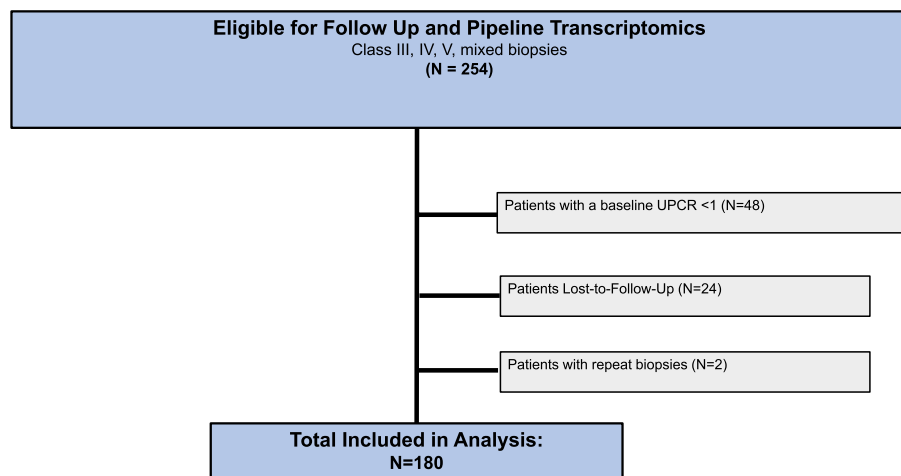 Eligible for Follow Up and Pipeline Transcriptomics
Class III, IV, V, mixed biopsies
(N = 254)
Patients with a baseline UPCR <1 (N=48)
Patients Lost-to-Follow-Up (N=24)
Patients with repeat biopsies (N=2)
Total Included in Analysis:
N=180